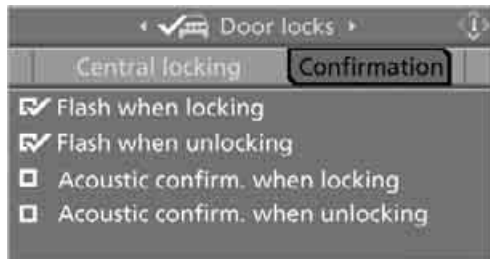 Door locks
Central locking Confirmation
Flash when locking
Flash when unlocking
Acoustic confirm. when locking
Acoustic confirm. when unlocking